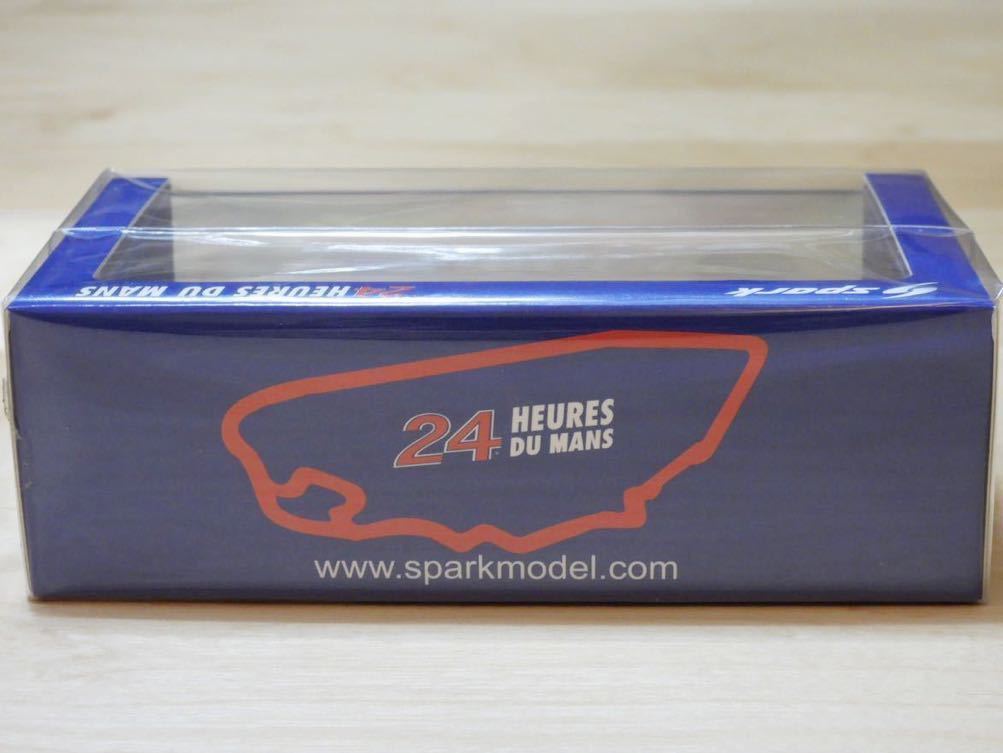 24 HEURES DU MANS
spark
24 HEURES
DU MANS
www.sparkmodel.com